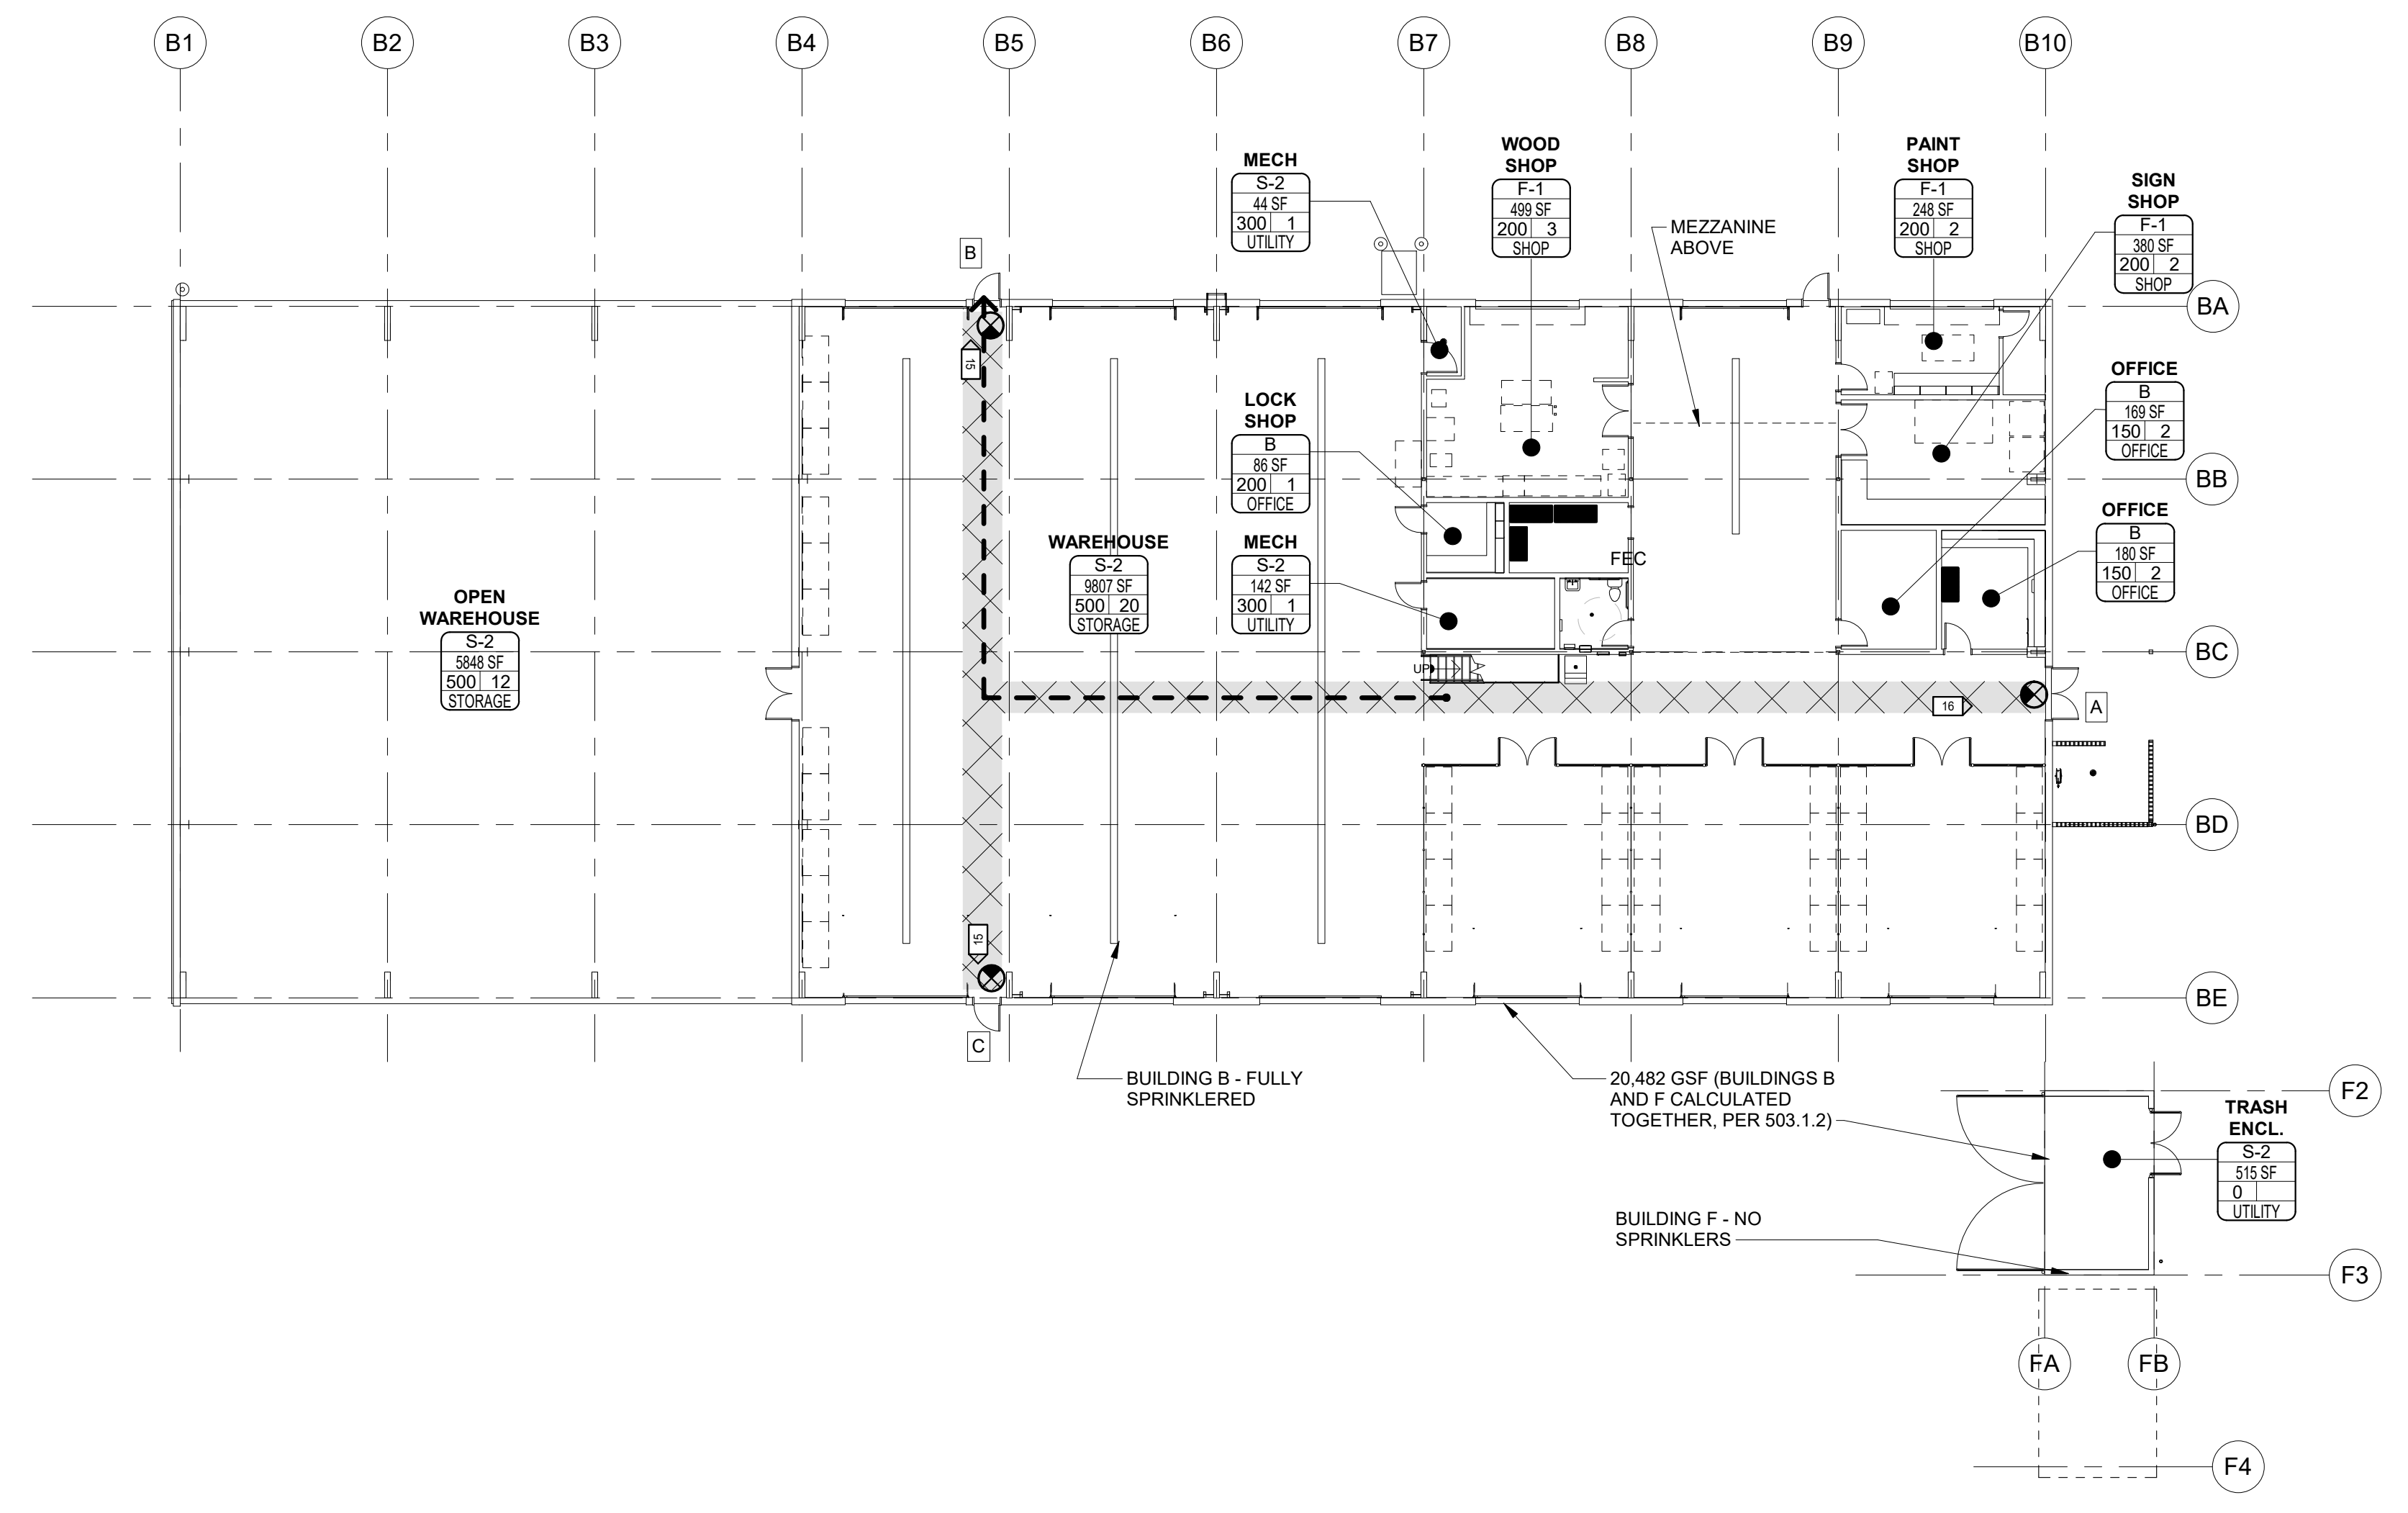 B1
B2
B3
B4
B5
B6
B7
B8
B9
B10
MECH
S-2
44 SF
300 1
UTILITY
WOOD
SHOP
F-1
499 SF
200 3
SHOP
MEZZANINE
ABOVE
PAINT
SHOP
F-1
248 SF
200 2
SHOP
SIGN
SHOP
F-1
380 SF
200 2
SHOP
B
BA
15
LOCK
SHOP
B
86 SF
200 1
OFFICE
OFFICE
B
169 SF
150 2
OFFICE
BB
OFFICE
B
180 SF
150 2
OFFICE
WAREHOUSE
S-2
9807 SF
500 20
STORAGE
MECH
S-2
142 SF
300 1
UTILITY
FEC
OPEN
WAREHOUSE
S-2
5848 SF
500 12
STORAGE
BC
UP
16
A
BD
15
BE
C
BUILDING B - FULLY
SPRINKLERED
20,482 GSF (BUILDINGS B
AND F CALCULATED
TOGETHER, PER 503.1.2)
F2
TRASH
ENCL.
S-2
515 SF
0
UTILITY
BUILDING F - NO
SPRINKLERS
F3
FA
FB
F4